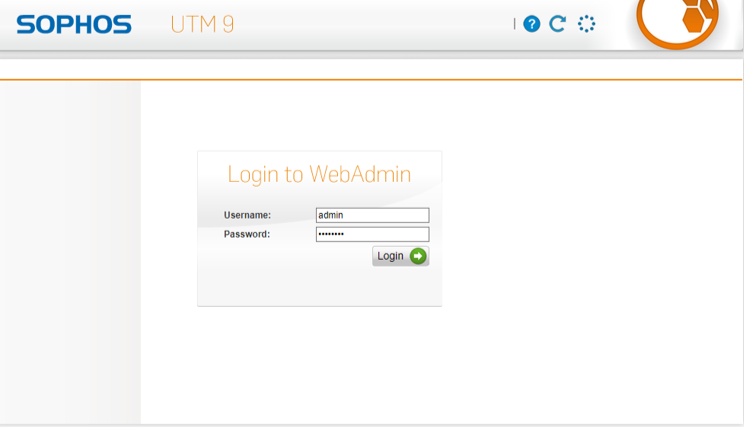 SOPHOS UTM 9 | ?
Login to WebAdmin
Username: admin
Password: ••••••••
Login